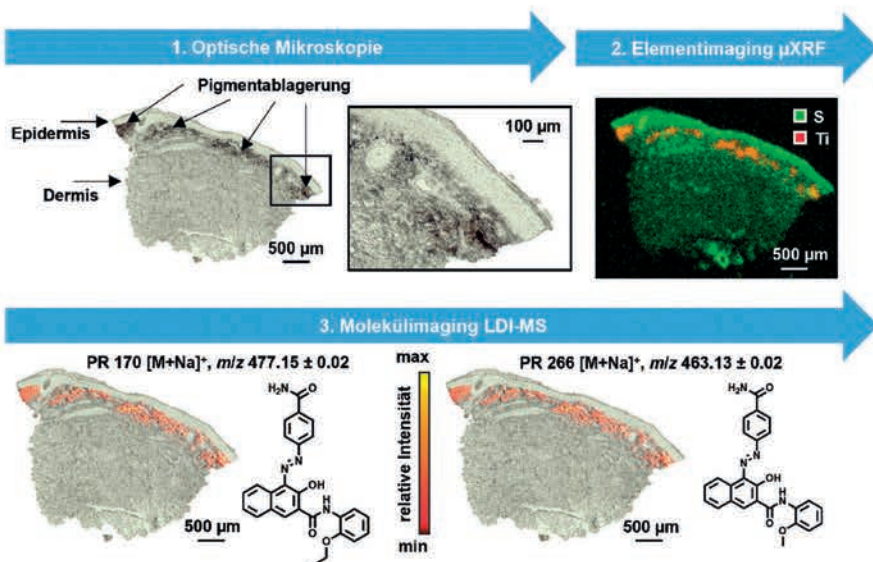 1. Optische Mikroskopie
2. Elementimaging µXRF
Pigmentablagerung
Epidermis
Dermis
500 µm
100 µm
S
Ti
500 µm
3. Molekülimaging LDI-MS
PR 170 [M+Na]⁺, m/z 477.15 ± 0.02
max
relative Intensität
min
PR 266 [M+Na]⁺, m/z 463.13 ± 0.02
500 µm
H₂N
O
N
N
OH
H
N
O
O
500 µm
H₂N
O
N
N
OH
H
N
O
O